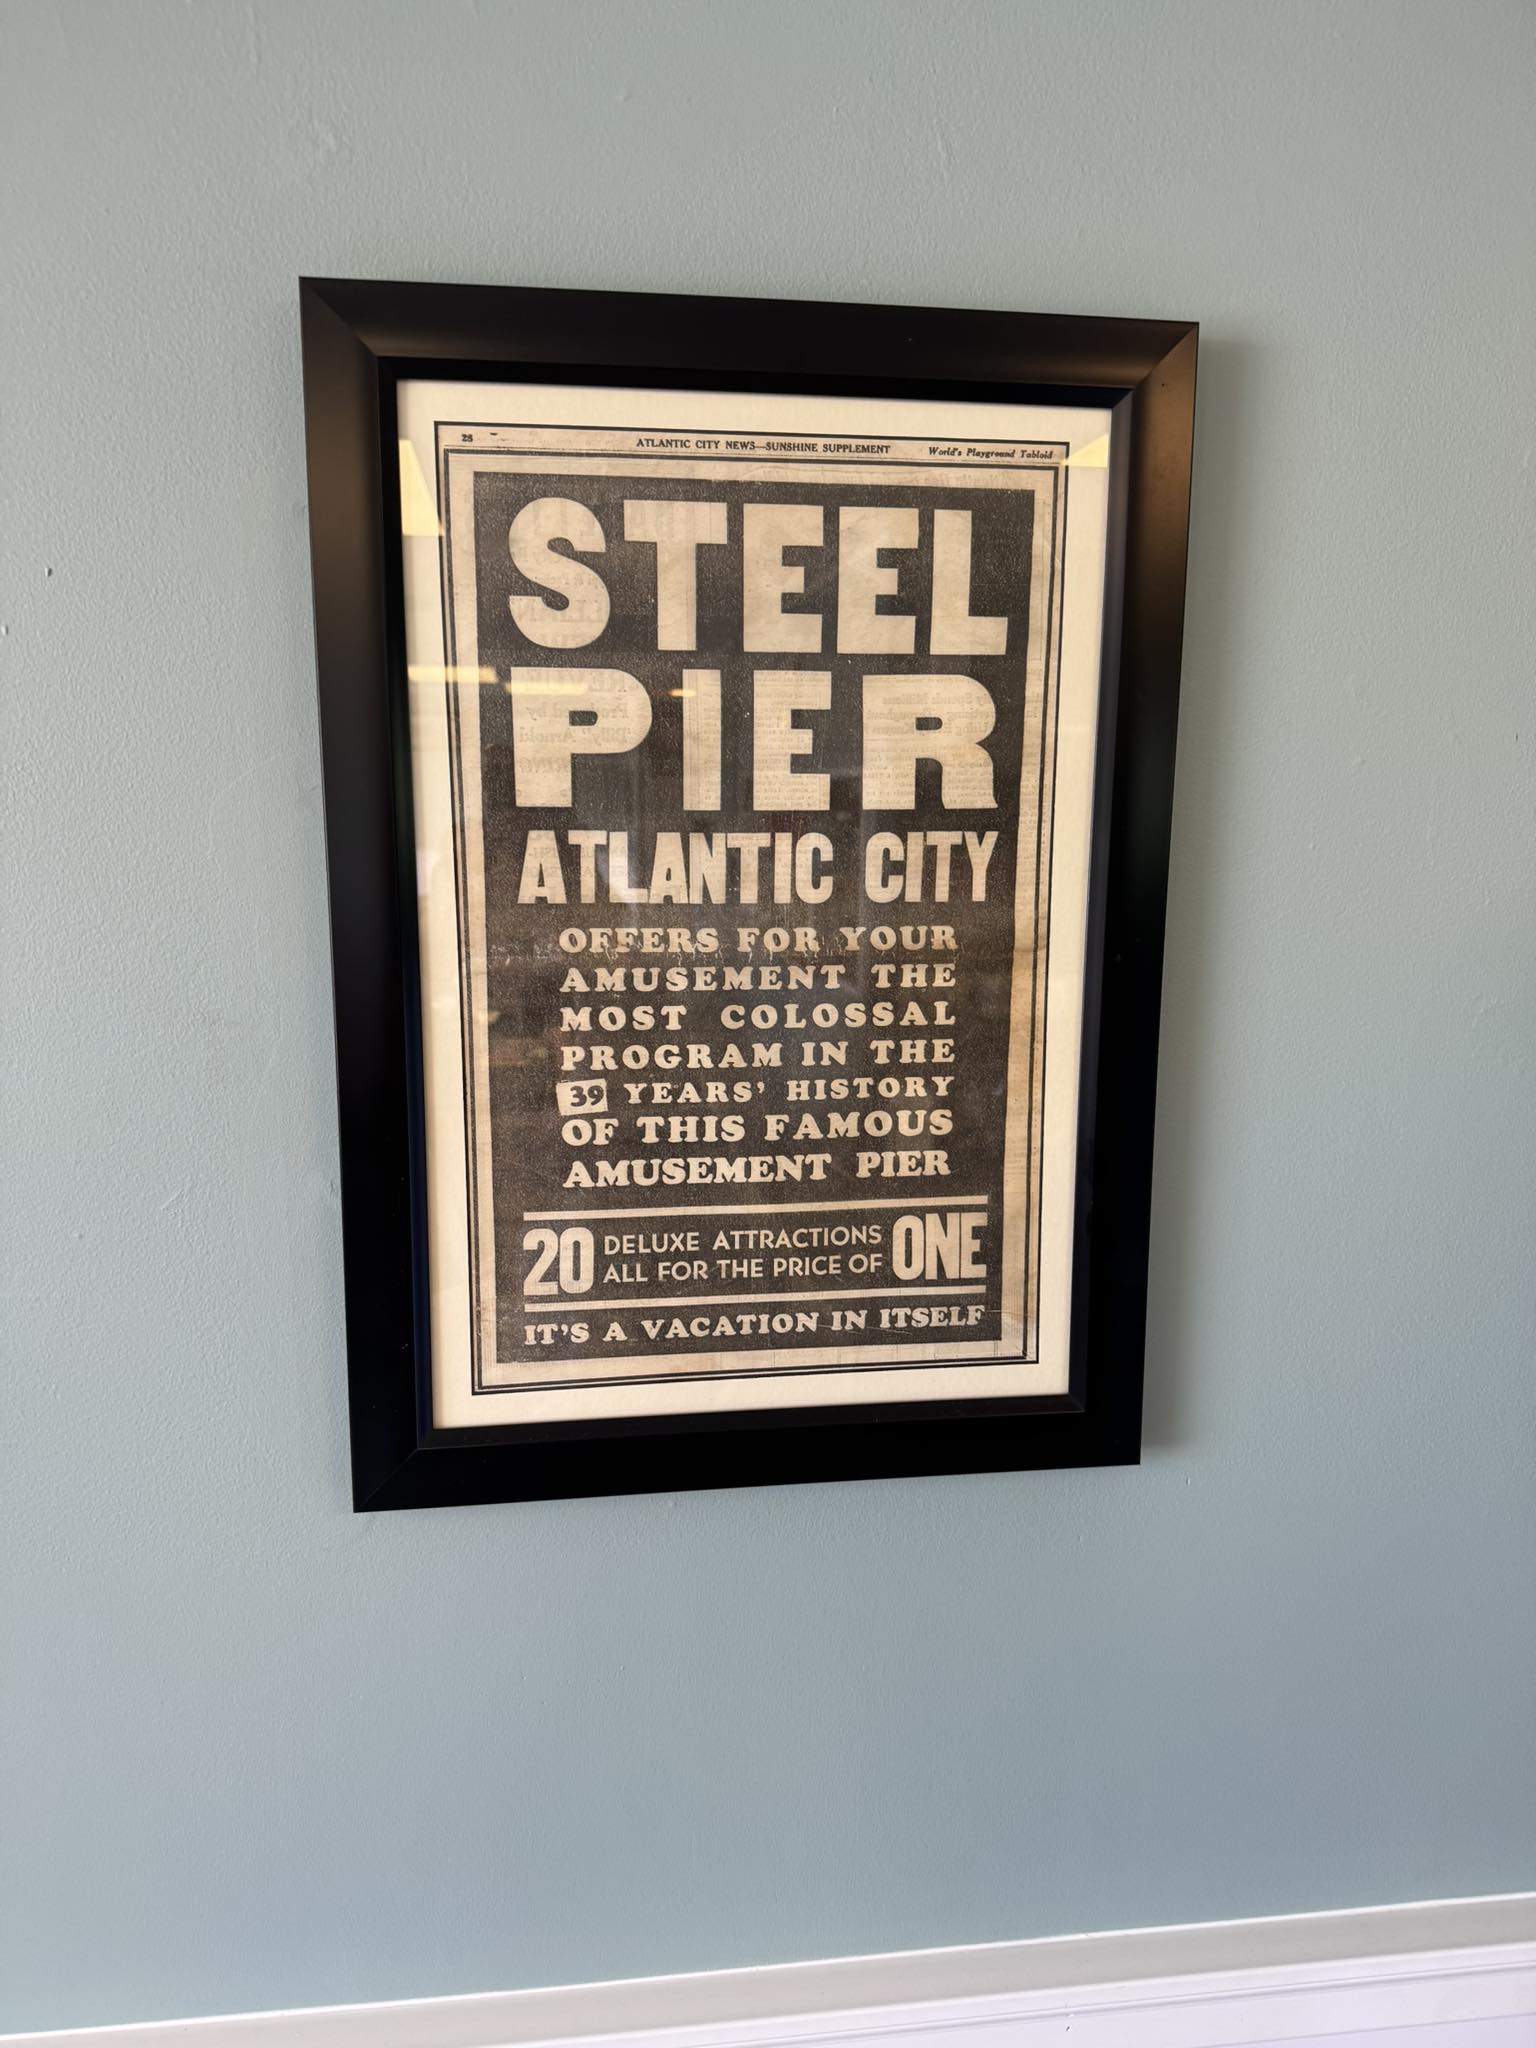 25
ATLANTIC CITY NEWS—SUNSHINE SUPPLEMENT
World's Playground Tabloid
STEEL
PIER
ATLANTIC CITY
OFFERS FOR YOUR
AMUSEMENT THE
MOST COLOSSAL
PROGRAM IN THE
39 YEARS' HISTORY
OF THIS FAMOUS
AMUSEMENT PIER
20 DELUXE ATTRACTIONS
ALL FOR THE PRICE OF ONE
IT'S A VACATION IN ITSELF